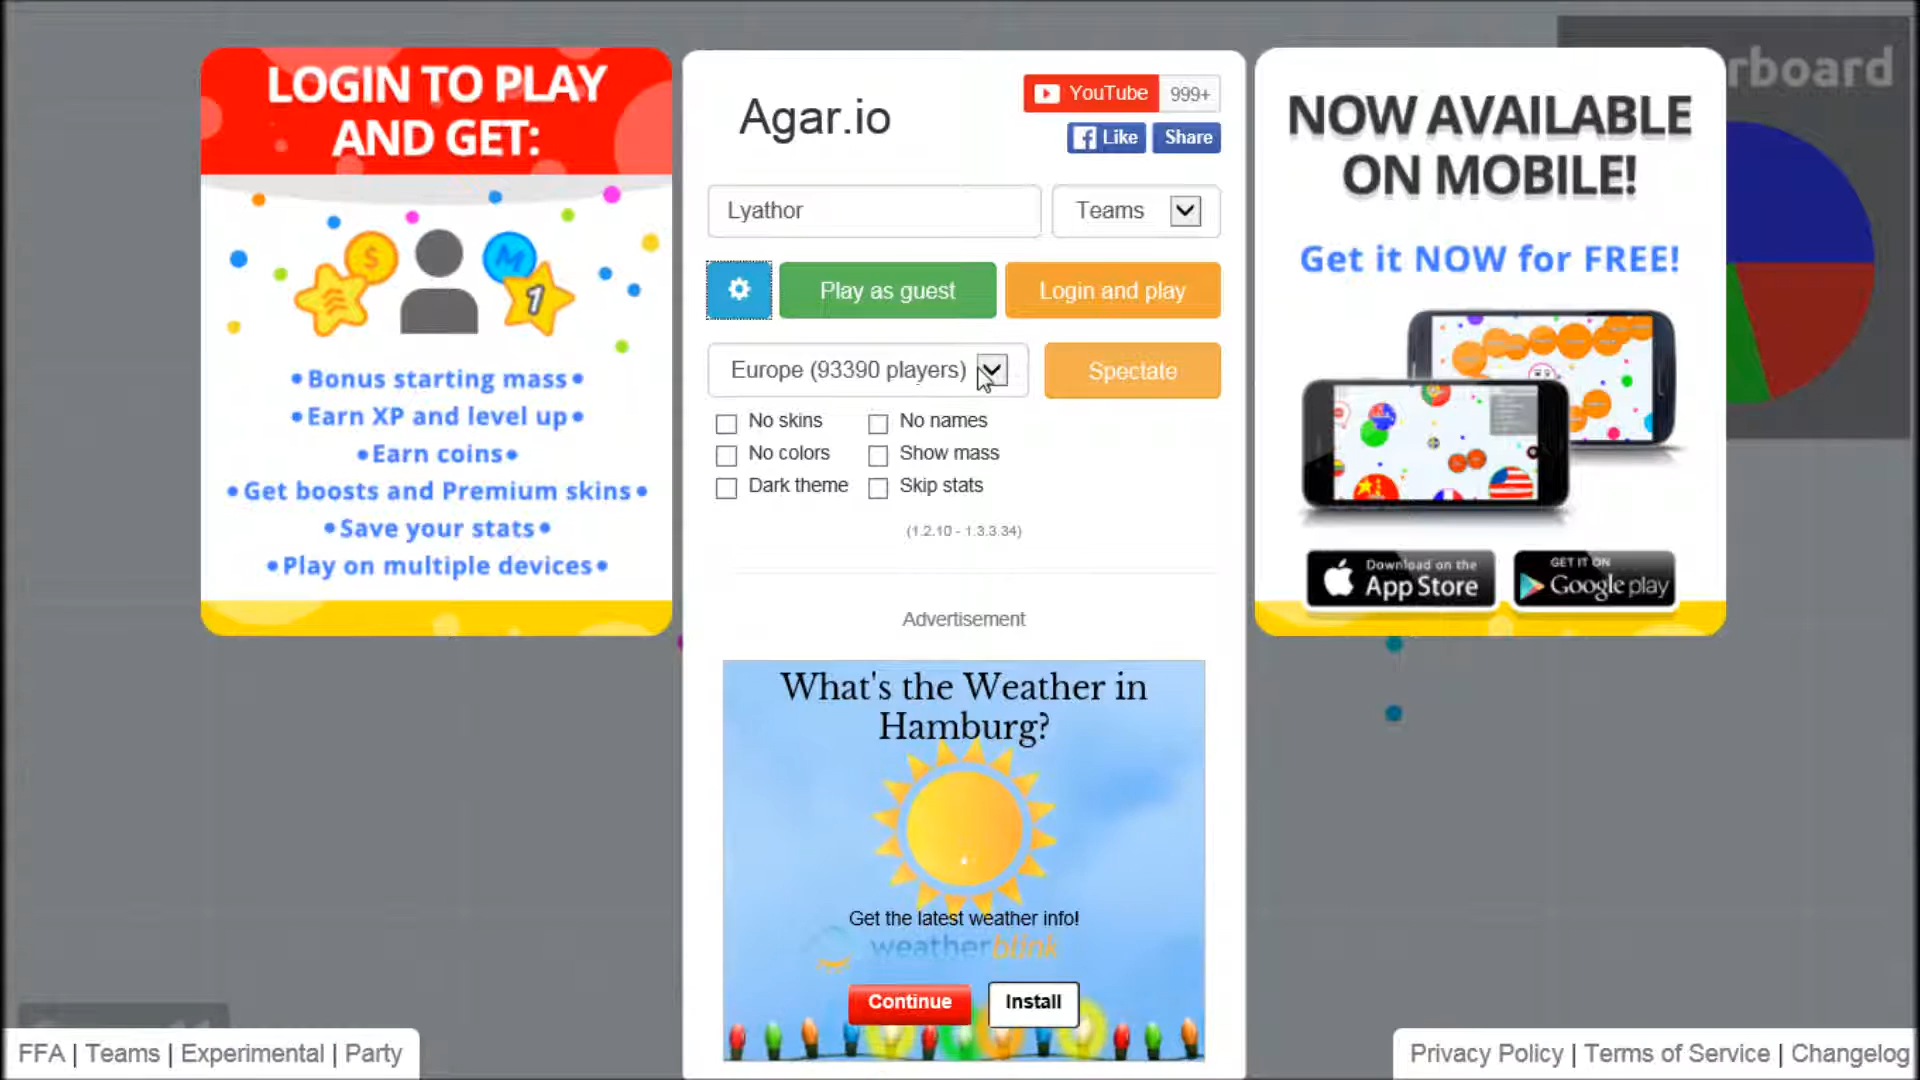 LOGIN TO PLAY
AND GET:
$
M
1
• Bonus starting mass •
• Earn XP and level up •
• Earn coins •
• Get boosts and Premium skins •
• Save your stats •
• Play on multiple devices •
Agar.io
YouTube 999+
Like Share
Lyathor
Teams
Play as guest
Login and play
Europe (93390 players)
Spectate
No skins No names
No colors Show mass
Dark theme Skip stats
(1.2.10 - 1.3.3.34)
Advertisement
What's the Weather in
Hamburg?
Get the latest weather info!
weatherblink
Continue Install
rboard
NOW AVAILABLE
ON MOBILE!
Get it NOW for FREE!
Download on the
App Store
GET IT ON
Google play
FFA | Teams | Experimental | Party
Privacy Policy | Terms of Service | Changelog